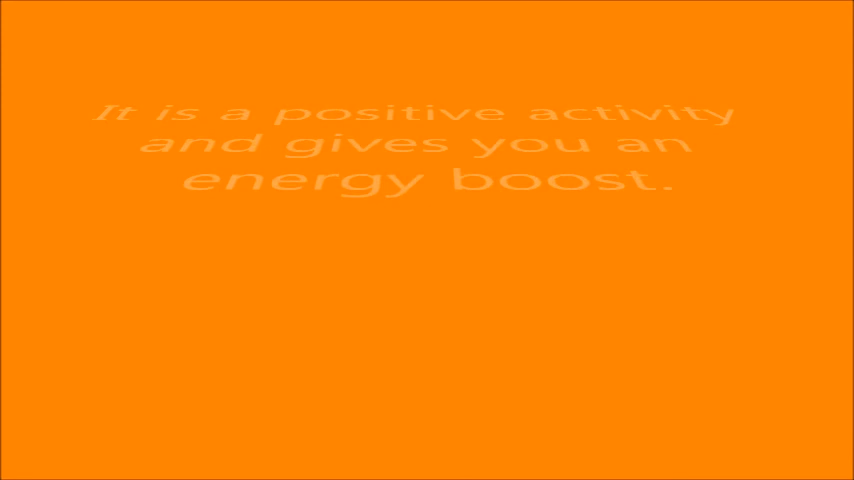 It is a positive activity
and gives you an
energy boost.